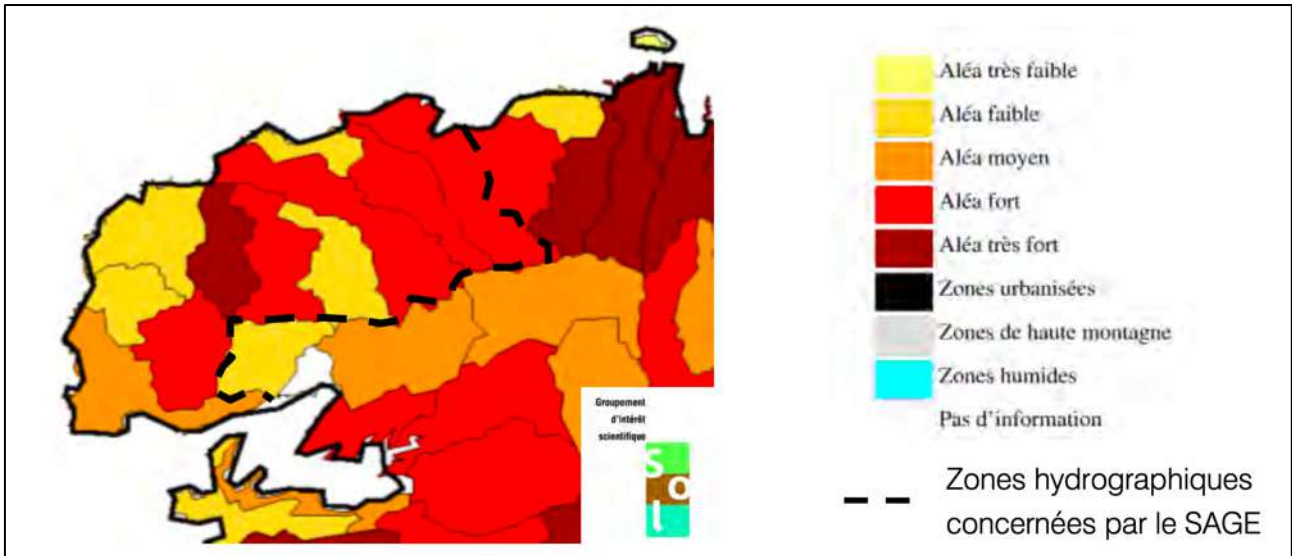 Aléa très faible
Aléa faible
Aléa moyen
Aléa fort
Aléa très fort
Zones urbanisées
Zones de haute montagne
Zones humides
Pas d'information
Zones hydrographiques
concernées par le SAGE
Groupement
d'intérêt
scientifique
S
o
l